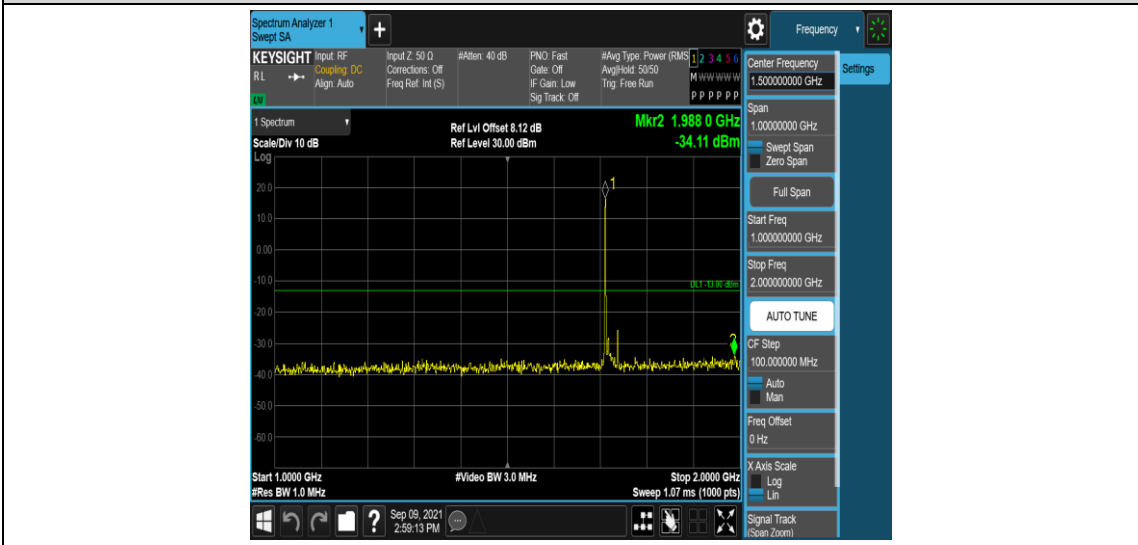 Spectrum Analyzer 1
Swept SA
+
Frequency
KEYSIGHT
RL
LXI
Input: RF
Coupling: DC
Align: Auto
Input Z: 50 Ω
Corrections: Off
Freq Ref: Int (S)
#Atten: 40 dB
PNO: Fast
Gate: Off
IF Gain: Low
Sig Track: Off
#Avg Type: Power (RMS
Avg|Hold: 50/50
Trig: Free Run
1 2 3 4 5 6
M W W W W W
P P P P P P
1 Spectrum
Scale/Div 10 dB
Log
Ref Lvl Offset 8.12 dB
Ref Level 30.00 dBm
Mkr2 1.988 0 GHz
-34.11 dBm
20.0
10.0
0.00
-10.0
-20.0
-30.0
-40.0
-50.0
-60.0
1
2
DL1 -13.00 dBm
Start 1.0000 GHz
#Res BW 1.0 MHz
#Video BW 3.0 MHz
Stop 2.0000 GHz
Sweep 1.07 ms (1000 pts)
?
Sep 09, 2021
2:59:13 PM
Center Frequency
1.500000000 GHz
Settings
Span
1.00000000 GHz
Swept Span
Zero Span
Full Span
Start Freq
1.000000000 GHz
Stop Freq
2.000000000 GHz
AUTO TUNE
CF Step
100.000000 MHz
Auto
Man
Freq Offset
0 Hz
X Axis Scale
Log
Lin
Signal Track
(Span Zoom)